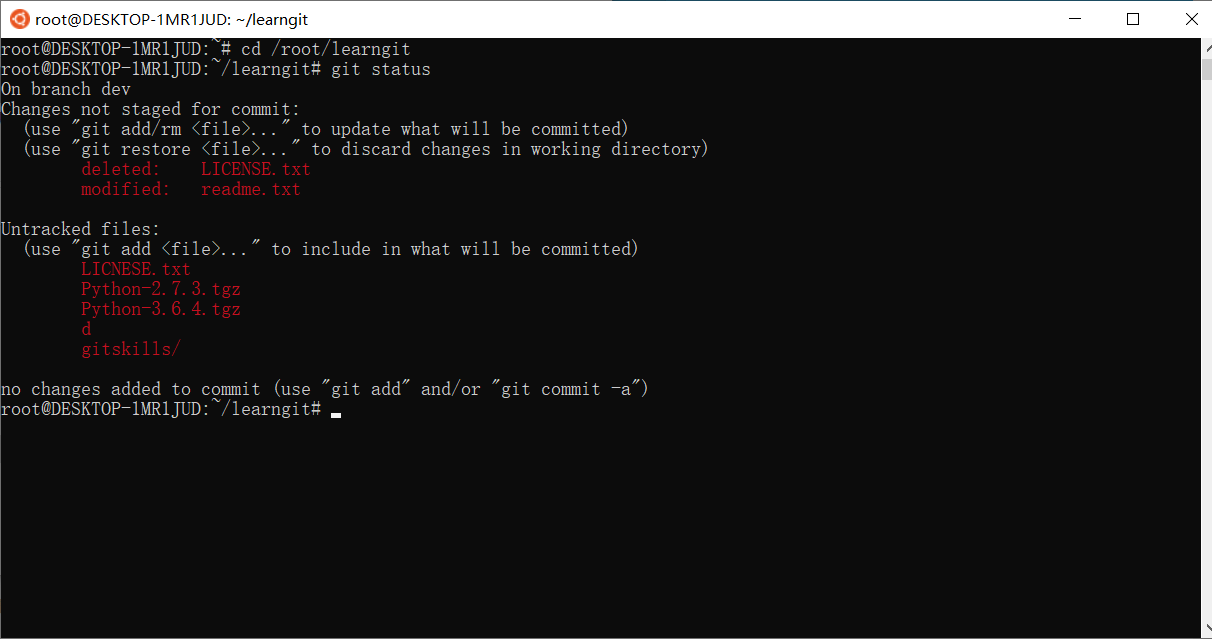 root@DESKTOP-1MR1JUD: ~/learngit
root@DESKTOP-1MR1JUD:~# cd /root/learngit
root@DESKTOP-1MR1JUD:~/learngit# git status
On branch dev
Changes not staged for commit:
  (use "git add/rm <file>..." to update what will be committed)
  (use "git restore <file>..." to discard changes in working directory)
        deleted:    LICENSE.txt
        modified:   readme.txt

Untracked files:
  (use "git add <file>..." to include in what will be committed)
        LICNESE.txt
        Python-2.7.3.tgz
        Python-3.6.4.tgz
        d
        gitskills/

no changes added to commit (use "git add" and/or "git commit -a")
root@DESKTOP-1MR1JUD:~/learngit#